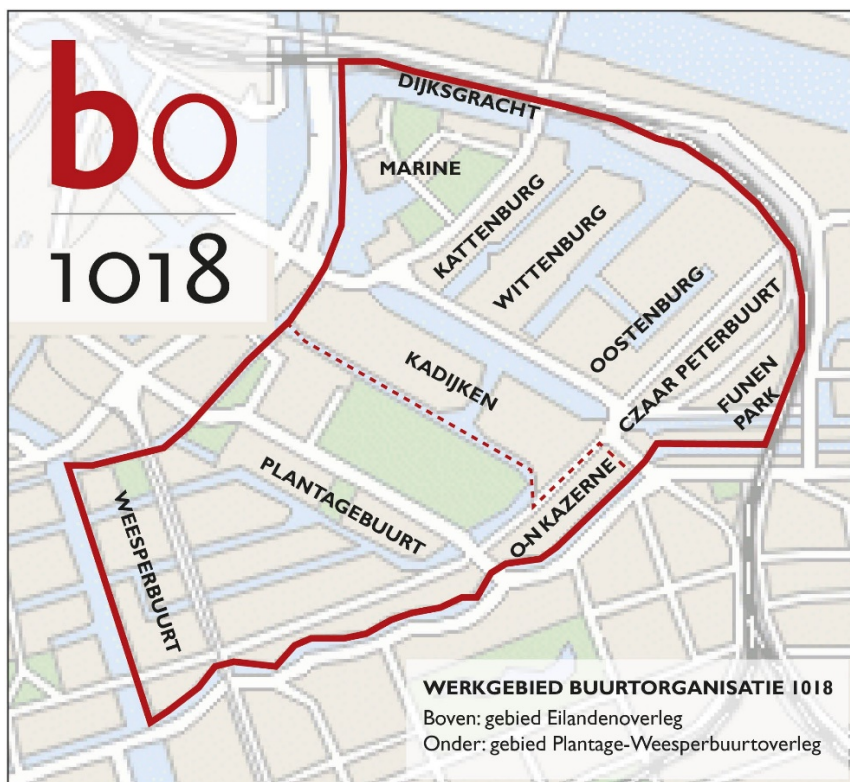 bo
1018
DIJKSGRACHT
MARINE
KATTENBURG
WITTENBURG
OOSTENBURG
CZAAR PETERBUURT
FUNEN
PARK
KADIJKEN
PLANTAGEBUURT
O-N KAZERNE
WEESPERBUURT
WERKGEBIED BUURTORGANISATIE 1018
Boven: gebied Eilandenoverleg
Onder: gebied Plantage-Weesperbuurtoverleg